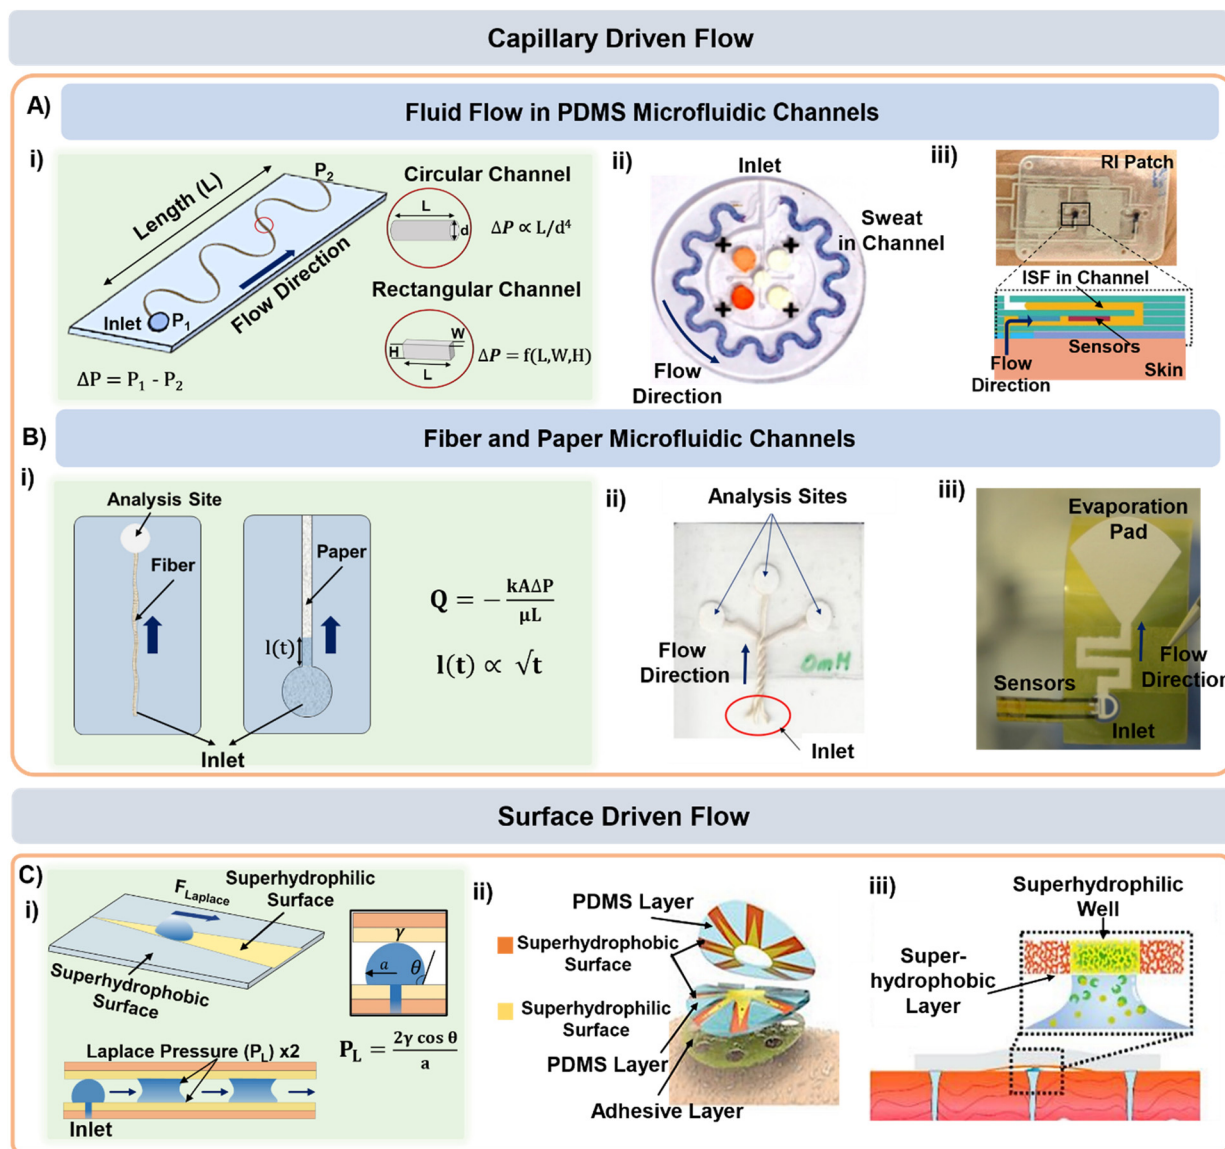 Capillary Driven Flow
A)
Fluid Flow in PDMS Microfluidic Channels
i)
Length (L)
P₂
Inlet
P₁
Flow Direction
ΔP = P₁ - P₂
Circular Channel
L
d
ΔP ∝ L/d⁴
Rectangular Channel
W
H
L
ΔP = f(L,W,H)
ii)
Inlet
Sweat
in Channel
Flow
Direction
iii)
RI Patch
ISF in Channel
Sensors
Flow
Direction
Skin
B)
Fiber and Paper Microfluidic Channels
i)
Analysis Site
Fiber
Paper
l(t)
Inlet
Q = − kAΔP / μL
l(t) ∝ √t
ii)
Analysis Sites
Flow
Direction
0mM
Inlet
iii)
Evaporation
Pad
Flow
Direction
Sensors
Inlet
Surface Driven Flow
C)
i)
F_Laplace
Superhydrophilic
Surface
Superhydrophobic
Surface
γ
a
θ
Laplace Pressure (P_L) x2
P_L = 2γ cos θ / a
Inlet
ii)
PDMS Layer
Superhydrophobic
Surface
Superhydrophilic
Surface
PDMS Layer
Adhesive Layer
iii)
Superhydrophilic
Well
Super-
hydrophobic
Layer